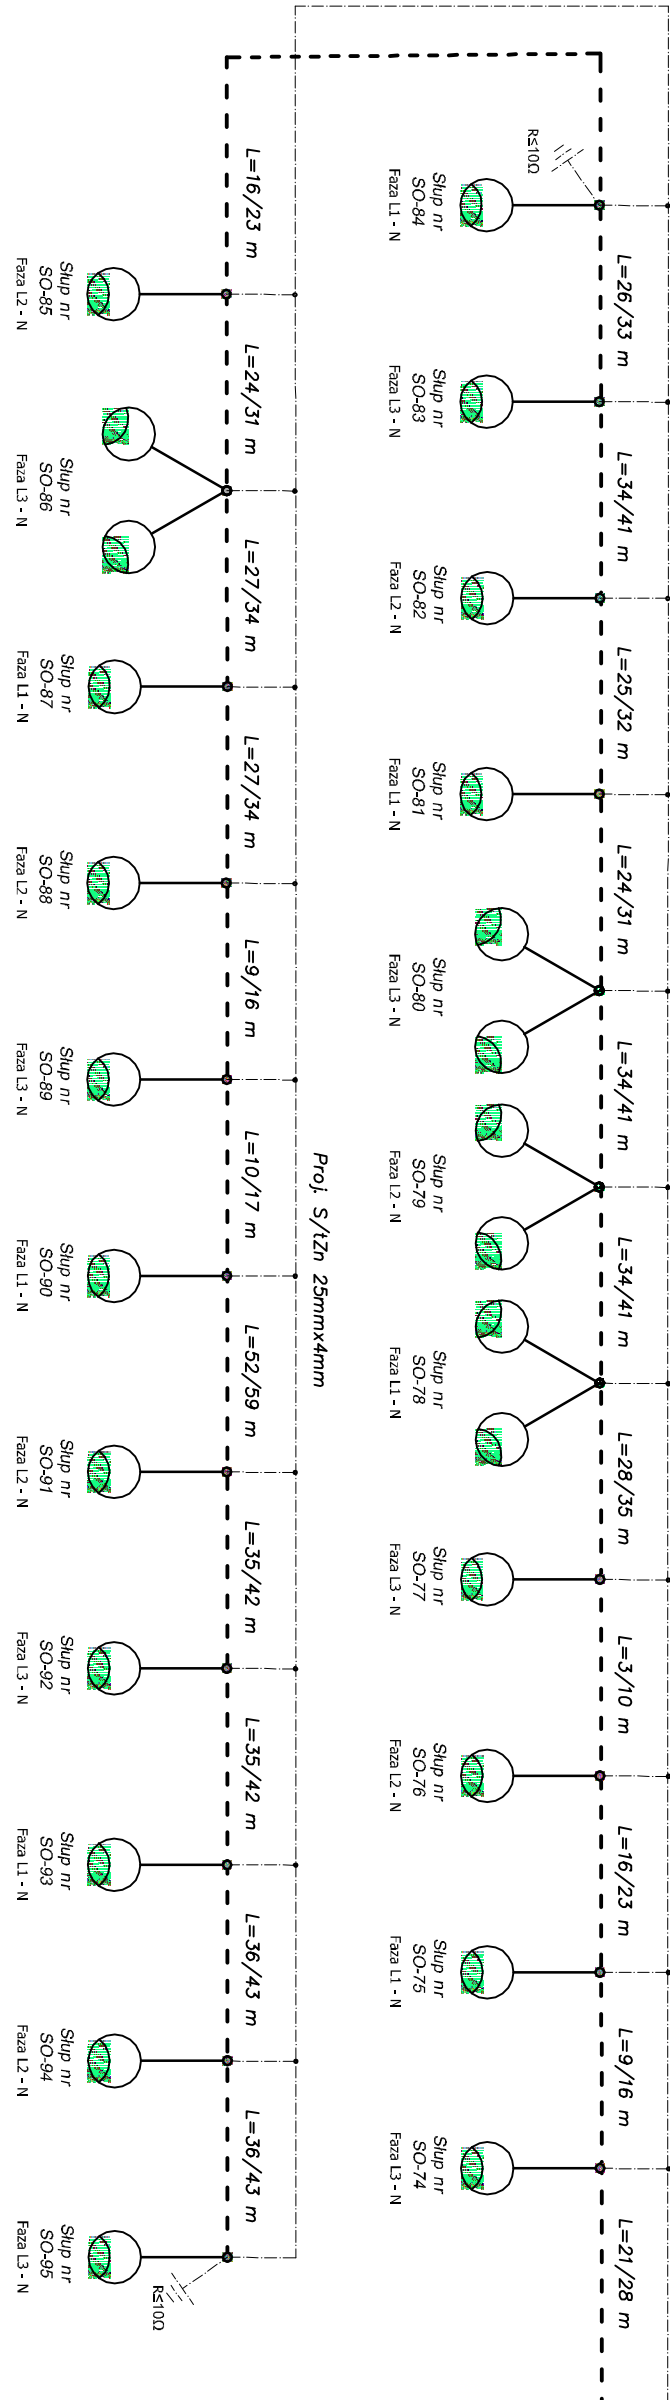 L=26/33 m
L=34/41 m
L=25/32 m
L=24/31 m
L=34/41 m
L=34/41 m
L=28/35 m
L=3/10 m
L=16/23 m
L=9/16 m
L=21/28 m
R≤10Ω
Słup nr
SO-84
Faza L1 - N
Słup nr
SO-83
Faza L3 - N
Słup nr
SO-82
Faza L2 - N
Słup nr
SO-81
Faza L1 - N
Słup nr
SO-80
Faza L3 - N
Słup nr
SO-79
Faza L2 - N
Słup nr
SO-78
Faza L1 - N
Słup nr
SO-77
Faza L3 - N
Słup nr
SO-76
Faza L2 - N
Słup nr
SO-75
Faza L1 - N
Słup nr
SO-74
Faza L3 - N
Proj. S/tZn 25mmx4mm
L=16/23 m
L=24/31 m
L=27/34 m
L=27/34 m
L=9/16 m
L=10/17 m
L=52/59 m
L=35/42 m
L=35/42 m
L=36/43 m
L=36/43 m
R≤10Ω
Słup nr
SO-85
Faza L2 - N
Słup nr
SO-86
Faza L3 - N
Słup nr
SO-87
Faza L1 - N
Słup nr
SO-88
Faza L2 - N
Słup nr
SO-89
Faza L3 - N
Słup nr
SO-90
Faza L1 - N
Słup nr
SO-91
Faza L2 - N
Słup nr
SO-92
Faza L3 - N
Słup nr
SO-93
Faza L1 - N
Słup nr
SO-94
Faza L2 - N
Słup nr
SO-95
Faza L3 - N